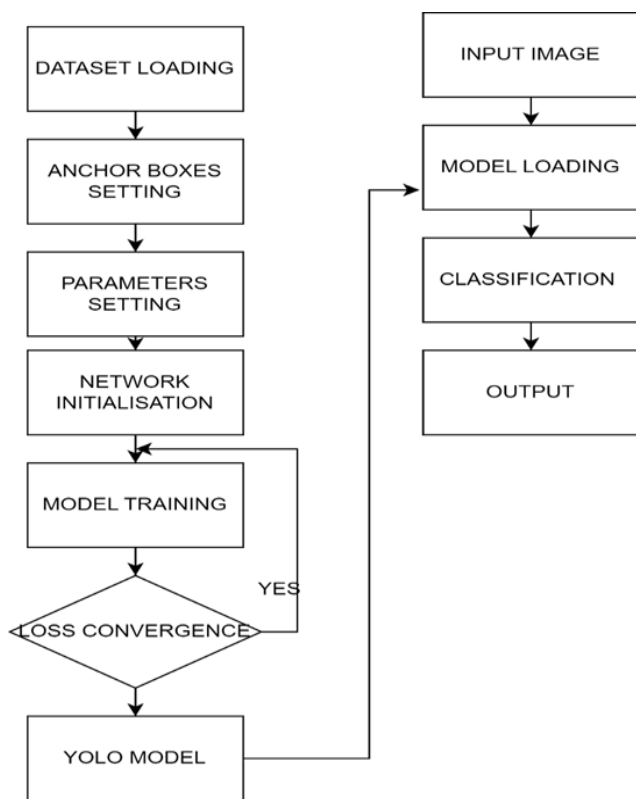 DATASET LOADING
ANCHOR BOXES
SETTING
PARAMETERS
SETTING
NETWORK
INITIALISATION
MODEL TRAINING
YES
LOSS CONVERGENCE
YOLO MODEL
INPUT IMAGE
MODEL LOADING
CLASSIFICATION
OUTPUT